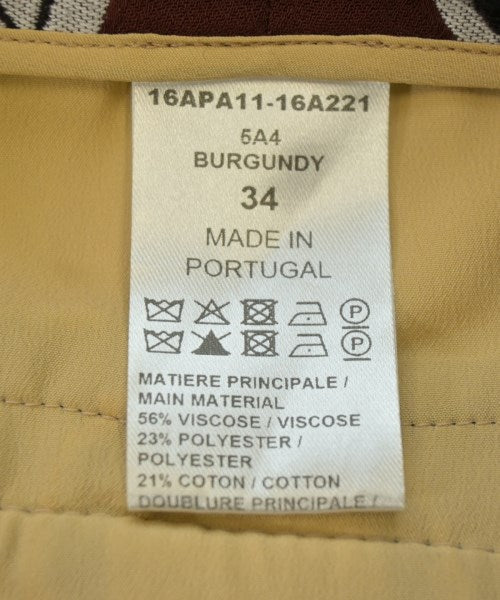 16APA11-16A221
5A4
BURGUNDY
34
MADE IN
PORTUGAL
P
P
MATIERE PRINCIPALE /
MAIN MATERIAL
56% VISCOSE / VISCOSE
23% POLYESTER /
POLYESTER
21% COTON / COTTON
DOUBLURE PRINCIPALE /